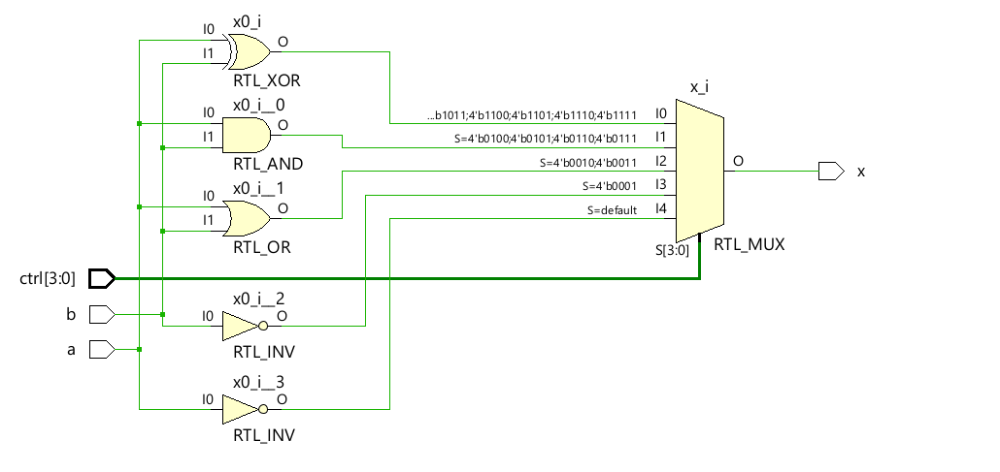 x0_i
I0
I1
O
RTL_XOR
x0_i__0
I0
I1
O
RTL_AND
x0_i__1
I0
I1
O
RTL_OR
x0_i__2
I0
O
RTL_INV
x0_i__3
I0
O
RTL_INV
ctrl[3:0]
b
a
x_i
...b1011;4'b1100;4'b1101;4'b1110;4'b1111
I0
S=4'b0100;4'b0101;4'b0110;4'b0111
I1
S=4'b0010;4'b0011
I2
S=4'b0001
I3
S=default
I4
S[3:0]
O
RTL_MUX
x